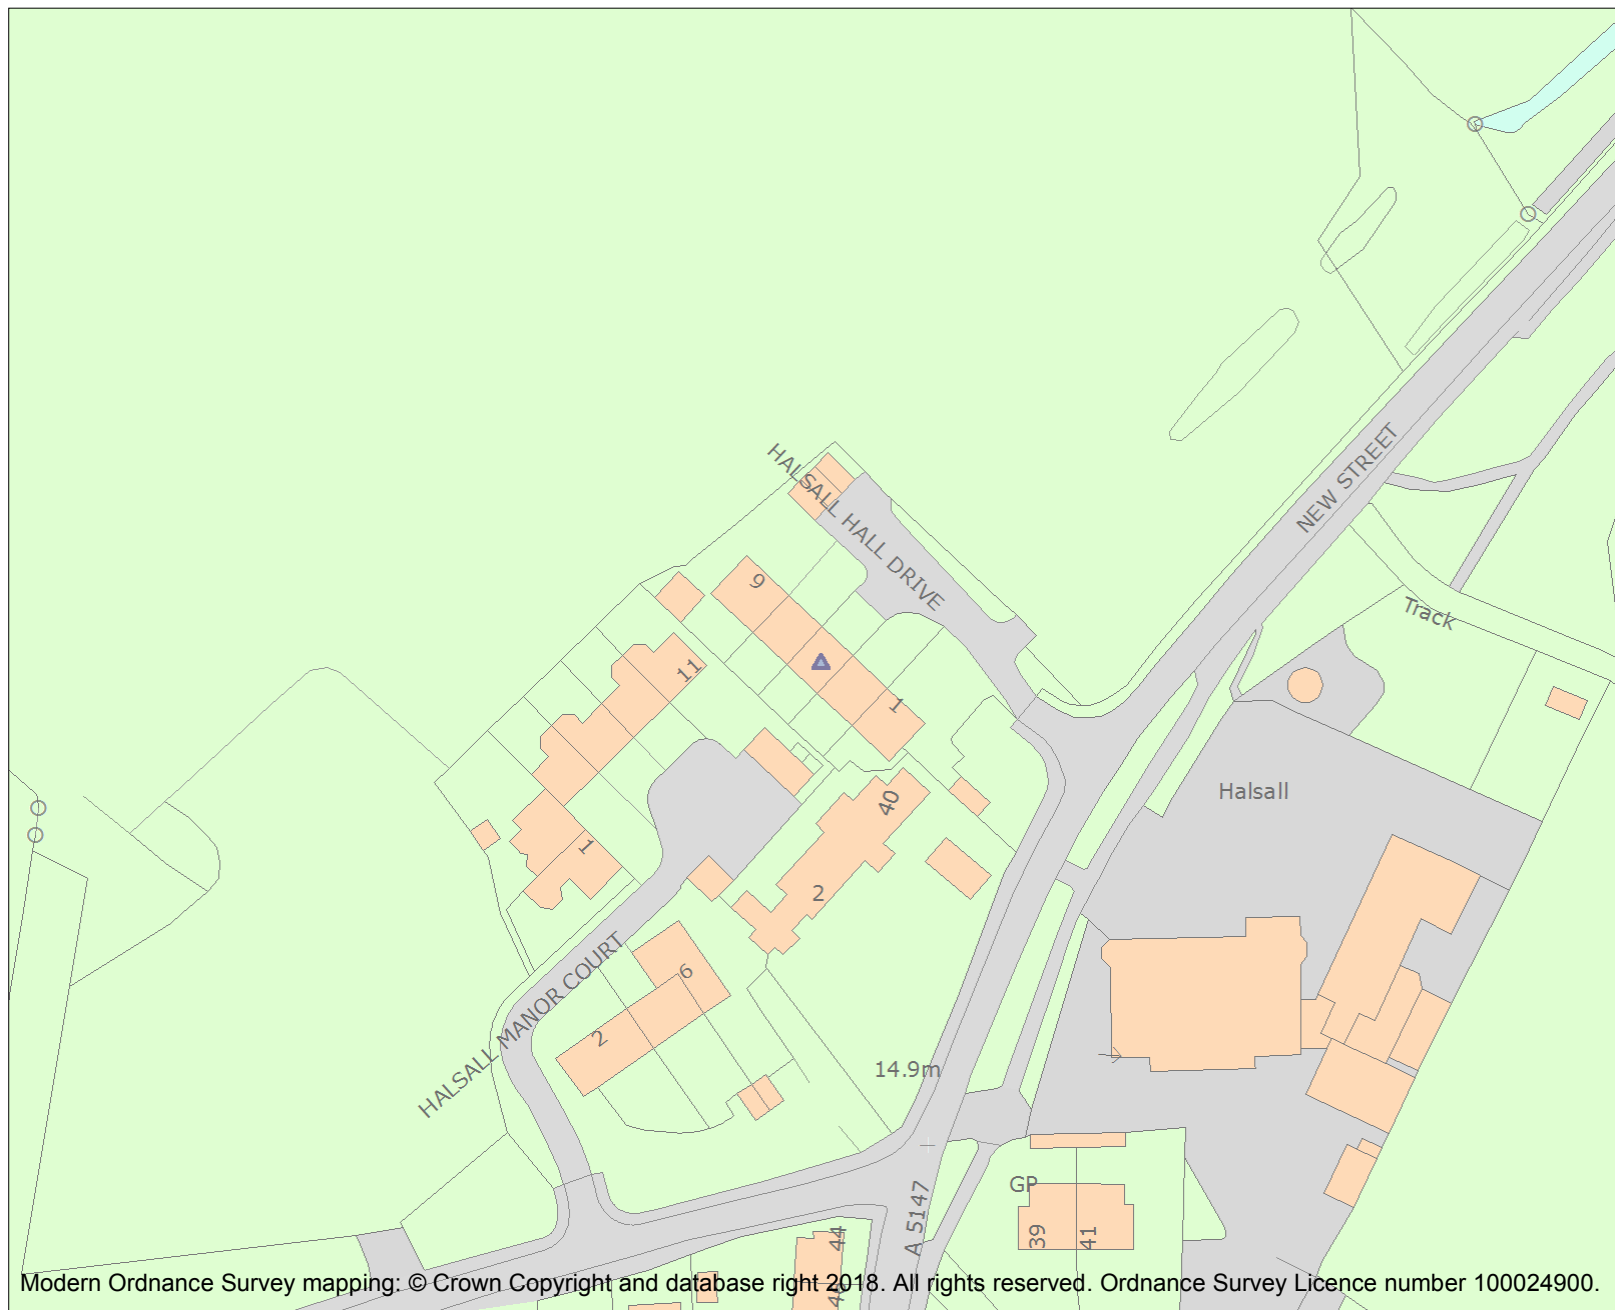 HALSALL HALL DRIVE
NEW STREET
9
Track
11
1
Halsall
40
1
2
HALSALL MANOR COURT
6
2
14.9m
GP
A 5147
39
41
44
Modern Ordnance Survey mapping: © Crown Copyright and database right 2018. All rights reserved. Ordnance Survey Licence number 100024900.